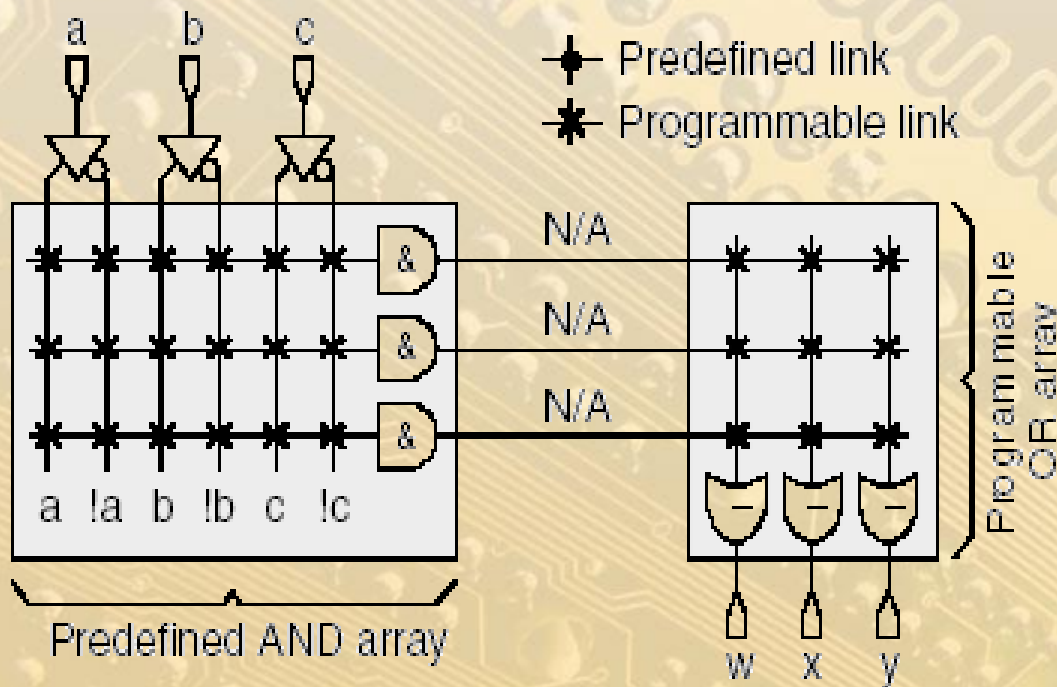 a b c
Predefined link
Programmable link
N/A
&
N/A
&
N/A
&
a !a b !b c !c
Predefined AND array
Programmable
OR array
w x y